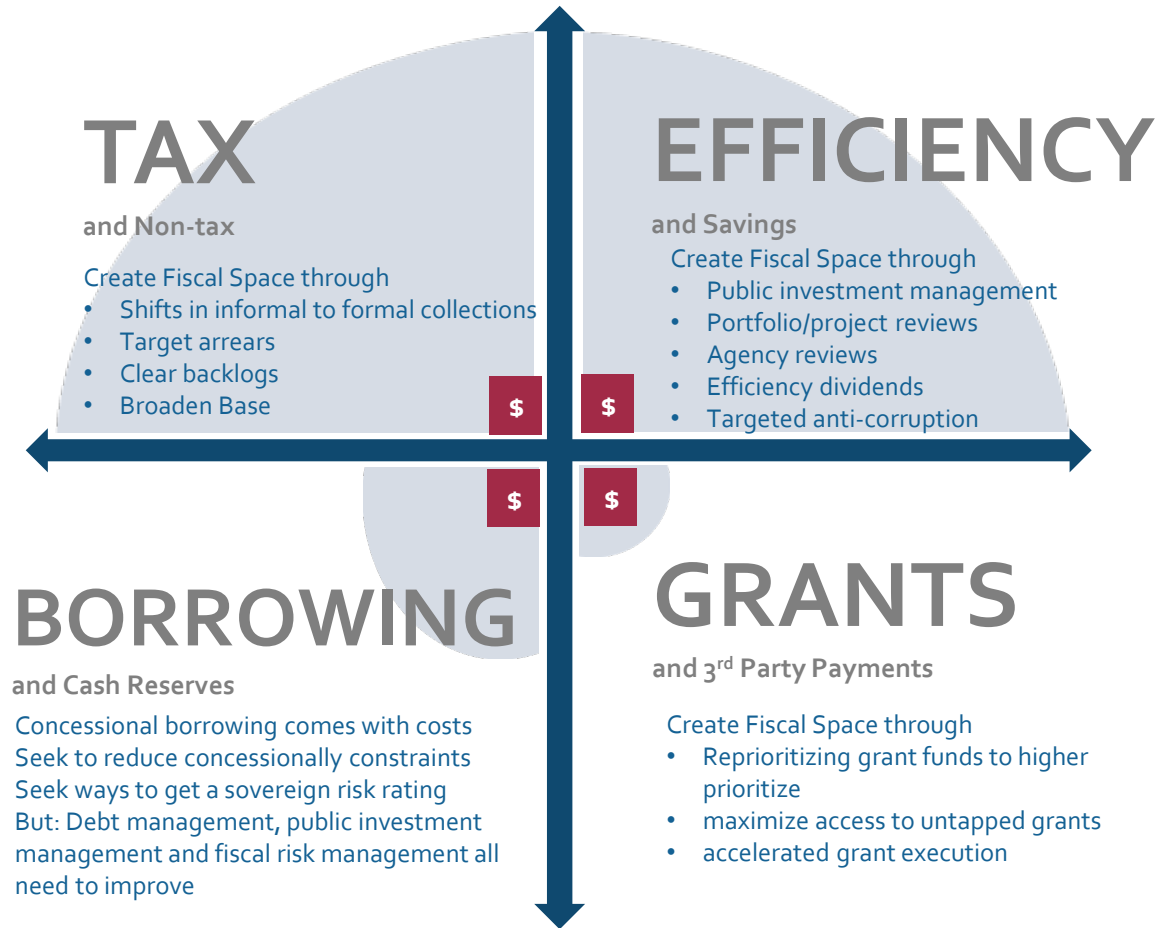 TAX
and Non-tax
Create Fiscal Space through
• Shifts in informal to formal collections
• Target arrears
• Clear backlogs
• Broaden Base
$
EFFICIENCY
and Savings
Create Fiscal Space through
• Public investment management
• Portfolio/project reviews
• Agency reviews
• Efficiency dividends
• Targeted anti-corruption
$
$
BORROWING
and Cash Reserves
Concessional borrowing comes with costs
Seek to reduce concessionally constraints
Seek ways to get a sovereign risk rating
But: Debt management, public investment
management and fiscal risk management all
need to improve
$
GRANTS
and 3rd Party Payments
Create Fiscal Space through
• Reprioritizing grant funds to higher
prioritize
• maximize access to untapped grants
• accelerated grant execution